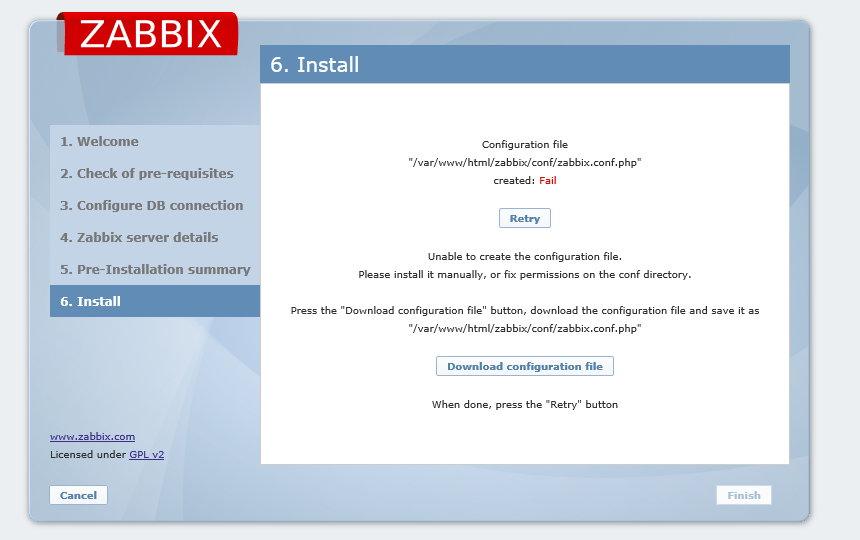 ZABBIX
6. Install
1. Welcome
2. Check of pre-requisites
3. Configure DB connection
4. Zabbix server details
5. Pre-Installation summary
6. Install
Configuration file
"/var/www/html/zabbix/conf/zabbix.conf.php"
created: Fail
Retry
Unable to create the configuration file.
Please install it manually, or fix permissions on the conf directory.
Press the "Download configuration file" button, download the configuration file and save it as
"/var/www/html/zabbix/conf/zabbix.conf.php"
Download configuration file
When done, press the "Retry" button
www.zabbix.com
Licensed under GPL v2
Cancel
Finish